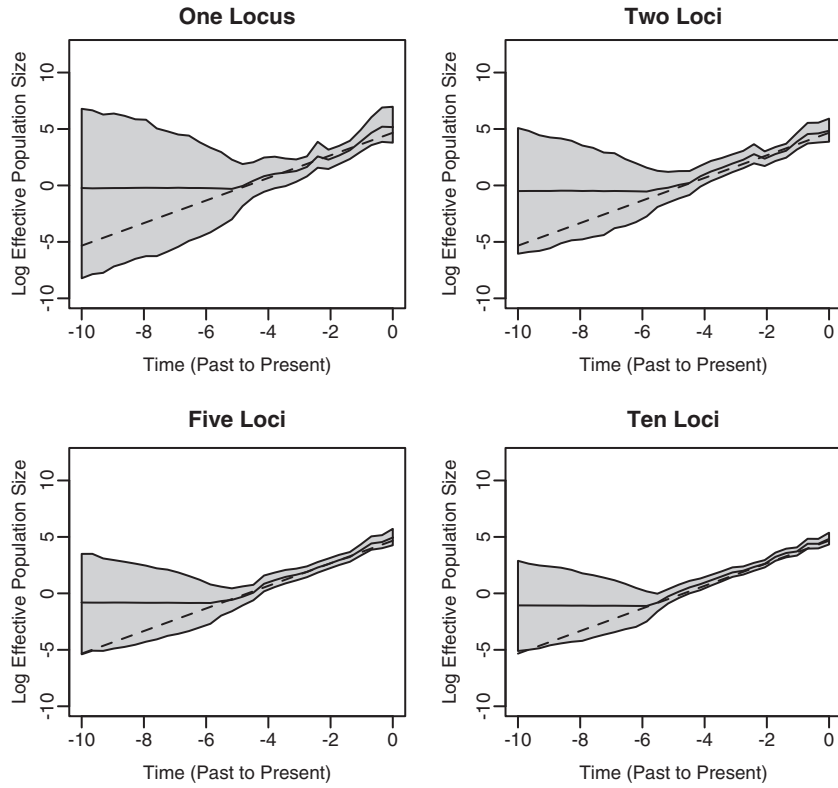 One Locus
Log Effective Population Size
10
5
0
-5
-10
-10 -8 -6 -4 -2 0
Time (Past to Present)
Two Loci
Log Effective Population Size
10
5
0
-5
-10
-10 -8 -6 -4 -2 0
Time (Past to Present)
Five Loci
Log Effective Population Size
10
5
0
-5
-10
-10 -8 -6 -4 -2 0
Time (Past to Present)
Ten Loci
Log Effective Population Size
10
5
0
-5
-10
-10 -8 -6 -4 -2 0
Time (Past to Present)